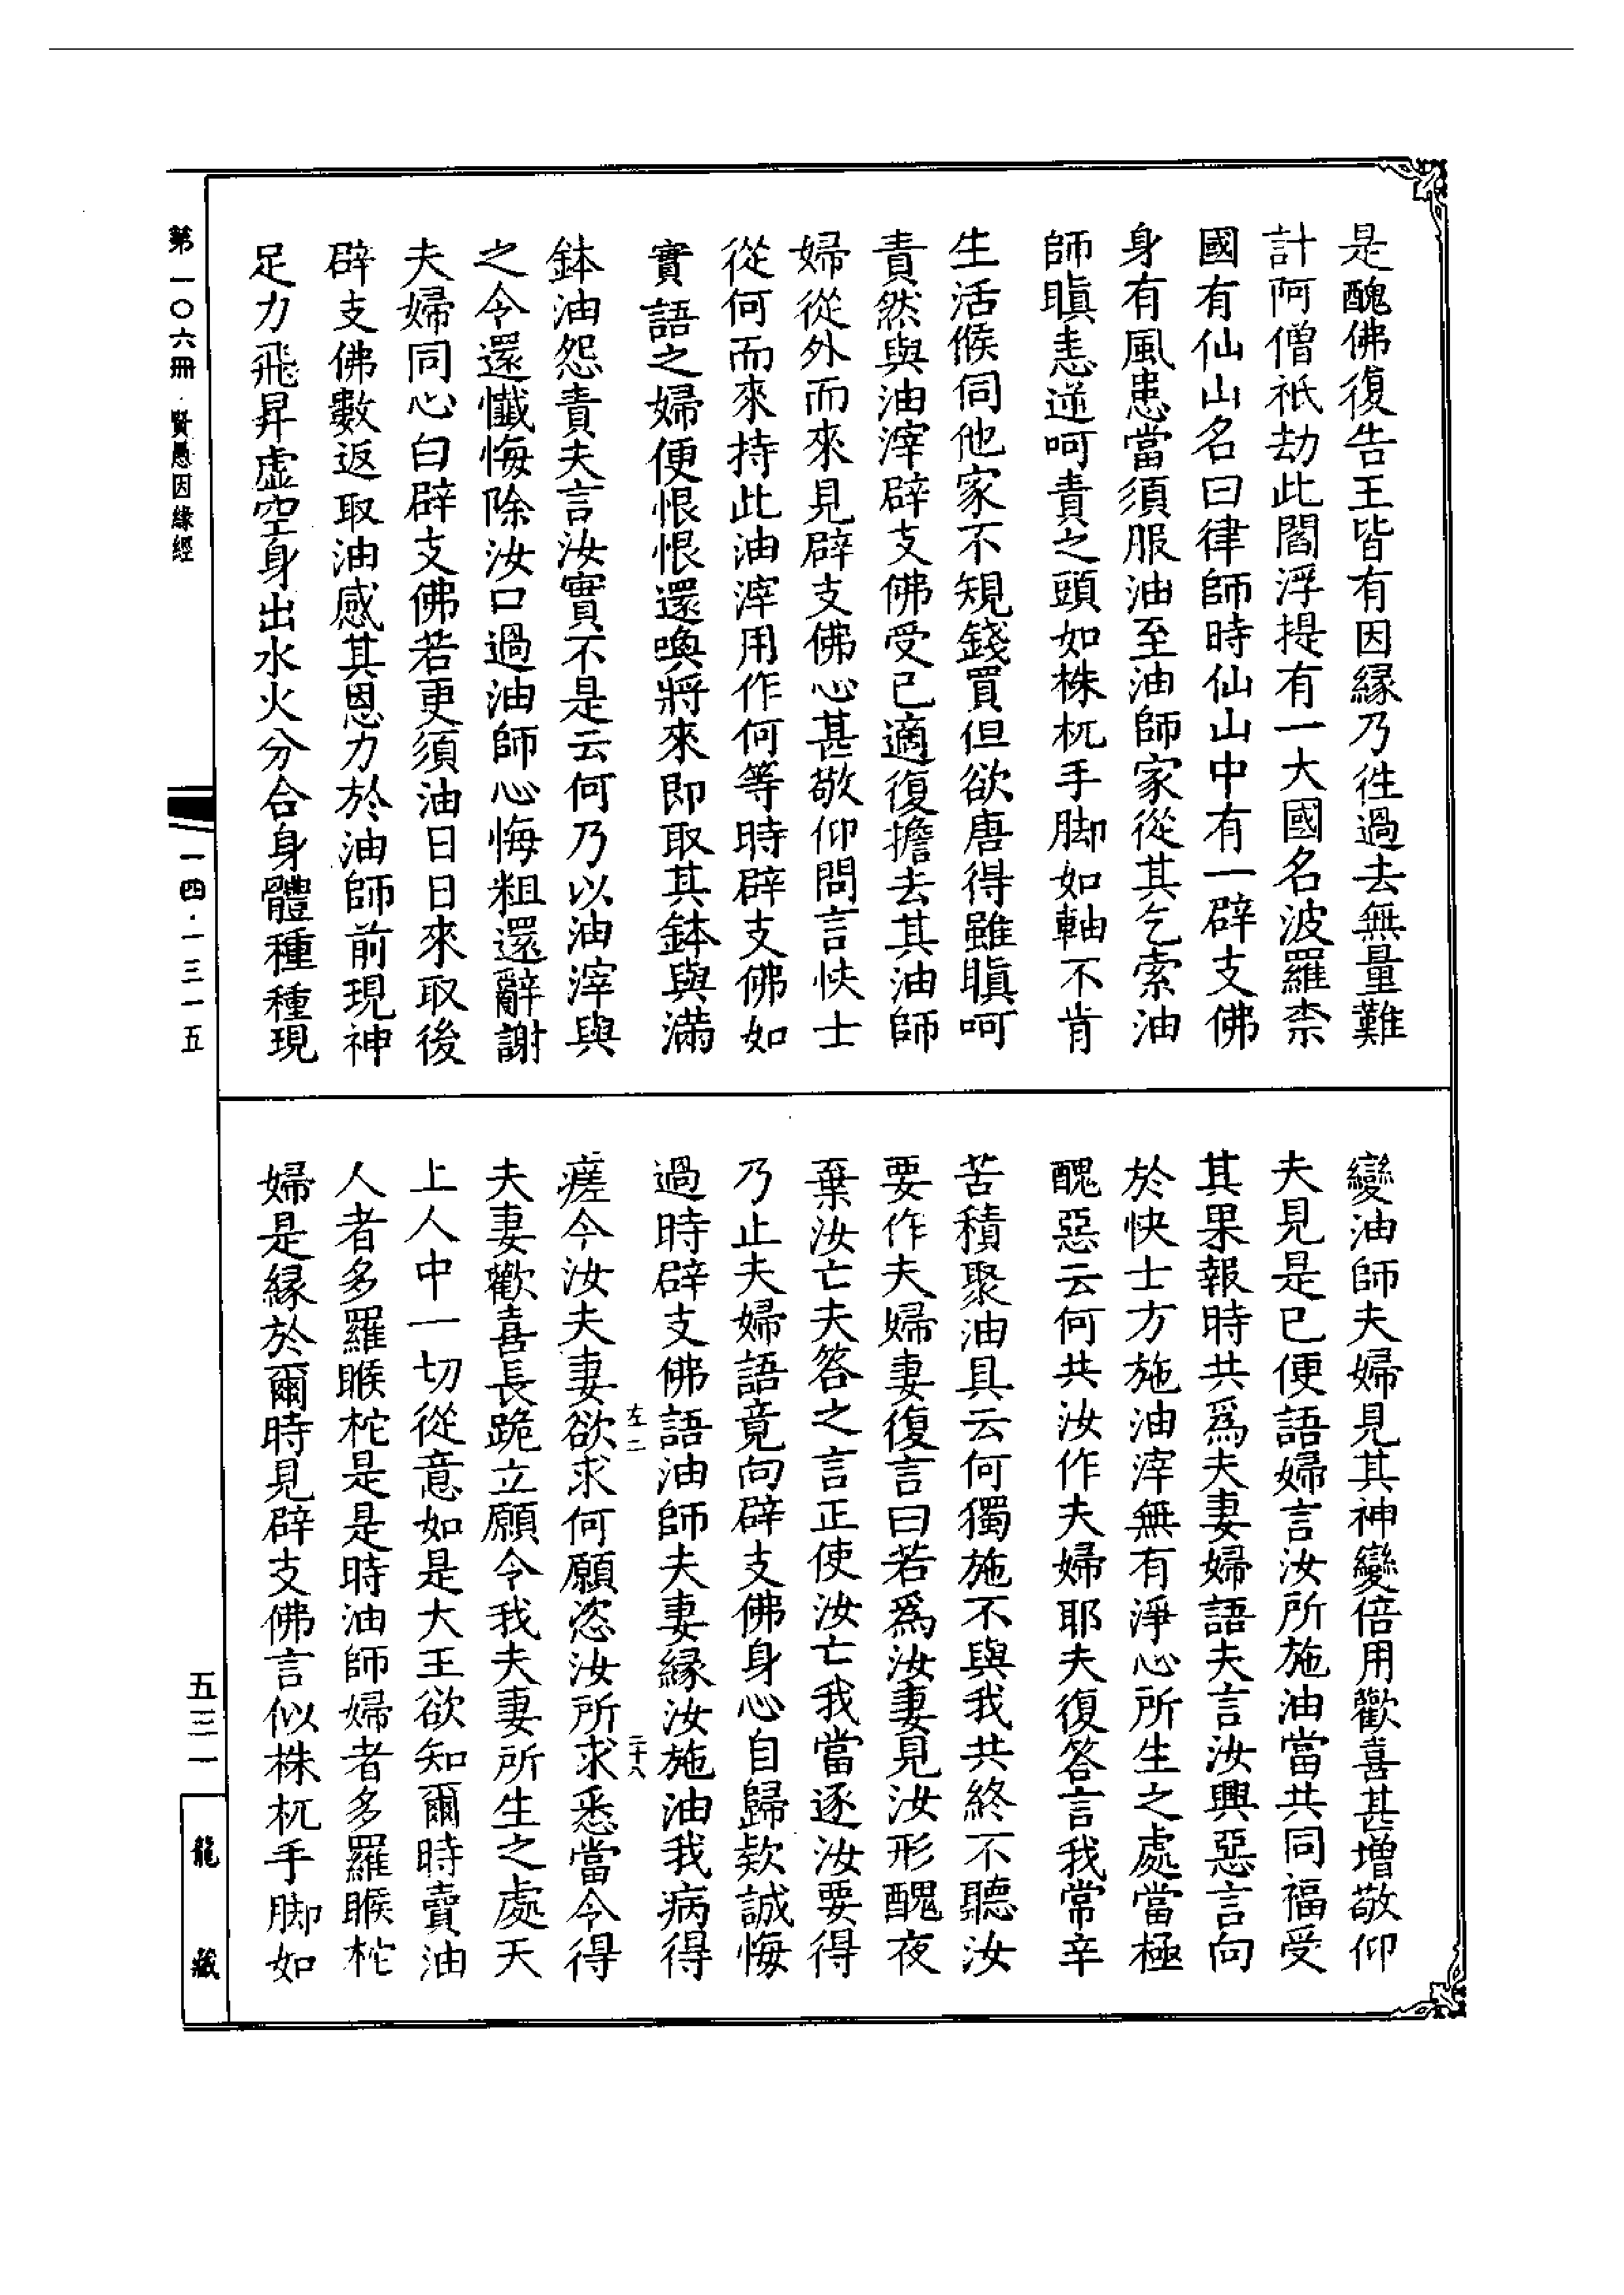 是醜佛復告王皆有因緣乃徃過去無量難
計阿僧祇劫此閻浮提有一大國名波羅柰
國有仙山名曰律師時仙山中有一辟支佛
身有風患當須服油至油師家從其乞索油
師瞋恚逆呵責之頭如株杌手脚如軸不肯
生活候伺他家不規錢買但欲唐得雖瞋呵
責然與油滓辟支佛受已適復擔去其油師
婦從外而來見辟支佛心甚敬仰問言快士
從何而來持此油滓用作何等時辟支佛如
實語之婦便恨恨還喚將來即取其鉢與滿
鉢油怨責夫言汝實不是云何乃以油滓與
之令還懺悔除汝口過油師心悔粗還辭謝
夫婦同心白辟支佛若更須油日日來取後
辟支佛數返取油感其恩力於油師前現神
足力飛昇虛空身出水火分合身體種種現
變油師夫婦見其神變倍用歡喜甚增敬仰
夫見是已便語婦言汝所施油當共同福受
其果報時共爲夫妻婦語夫言汝興惡言向
於快士方施油滓無有淨心所生之處當極
醜惡云何共汝作夫婦耶夫復答言我常辛
苦積聚油具云何獨施不與我共終不聽汝
要作夫婦妻復言曰若爲汝妻見汝形醜夜
棄汝亡夫答之言正使汝亡我當逐汝要得
乃止夫婦語竟向辟支佛身心自歸欵誠悔
過時辟支佛語油師夫妻緣汝施油我病得
左二 二十八
瘥今汝夫妻欲求何願恣汝所求悉當令得
夫妻歡喜長跪立願令我夫妻所生之處天
上人中一切從意如是大王欲知爾時賣油
人者多羅睺柁是是時油師婦者多羅睺柁
婦是緣於爾時見辟支佛言似株杌手脚如
第一〇六冊 賢愚因緣經
一四·一三一五
五三一
龍藏